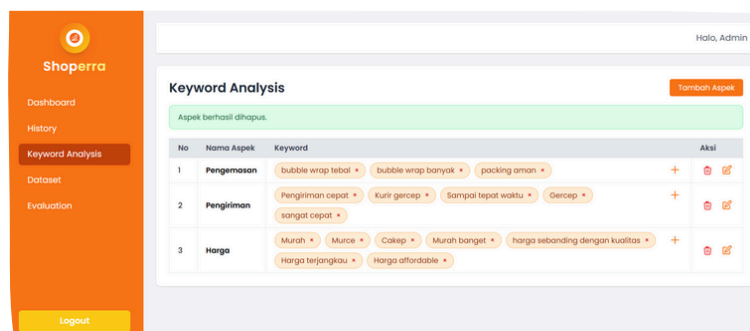 Shoperra
Dashboard
History
Keyword Analysis
Dataset
Evaluation
Logout
Halo, Admin
Keyword Analysis
Tambah Aspek
Aspek berhasil dihapus.
No Nama Aspek Keyword Aksi
1 Pengemasan bubble wrap tebal × bubble wrap banyak × packing aman × +
2 Pengiriman Pengiriman cepat × Kurir gercep × Sampai tepat waktu × Gercep × +
sangat cepat ×
3 Harga Murah × Murce × Cakep × Murah banget × harga sebanding dengan kualitas × +
Harga terjangkau × Harga affordable ×